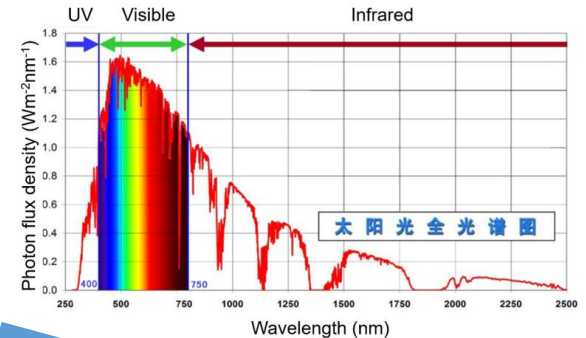 UV Visible Infrared
Photon flux density (Wm-2nm-1)
1.8
1.6
1.4
1.2
1.0
0.8
0.6
0.4
0.2
0.0
太阳光全光谱图
400 750
250 500 750 1000 1250 1500 1750 2000 2250 2500
Wavelength (nm)